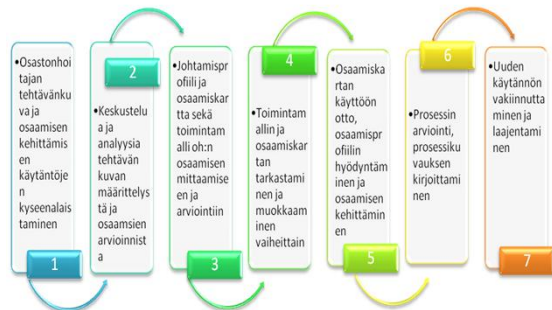 •Osastonhoi
tajan
tehtävänku
va ja
osaamisen
kehittämis
en
käytäntöje
n
kyseenalais
taminen
1
2
•Keskustelu
a ja
analyysia
tehtävän
kuvan
määrittelys
tä ja
osaamsien
arvioinnist
a
•Johtamispr
ofiili ja
osaamiskar
tta sekä
toimintam
alli oh:n
osaamisen
mittaamise
en ja
arviointiin
3
4
•Toimintam
allin ja
osaamiskar
tan
tarkastami
nen ja
muokkaam
inen
vaiheittain
•Osaamiska
rtan
käyttöön
otto,
osaamispr
ofiilin
hyödyntäm
inen ja
osaamisen
kehittämin
en
5
6
•Prosessin
arviointi,
prosessiku
vauksen
kirjoittami
nen
•Uuden
käytännön
vakiinnutta
minen ja
laajentami
nen
7